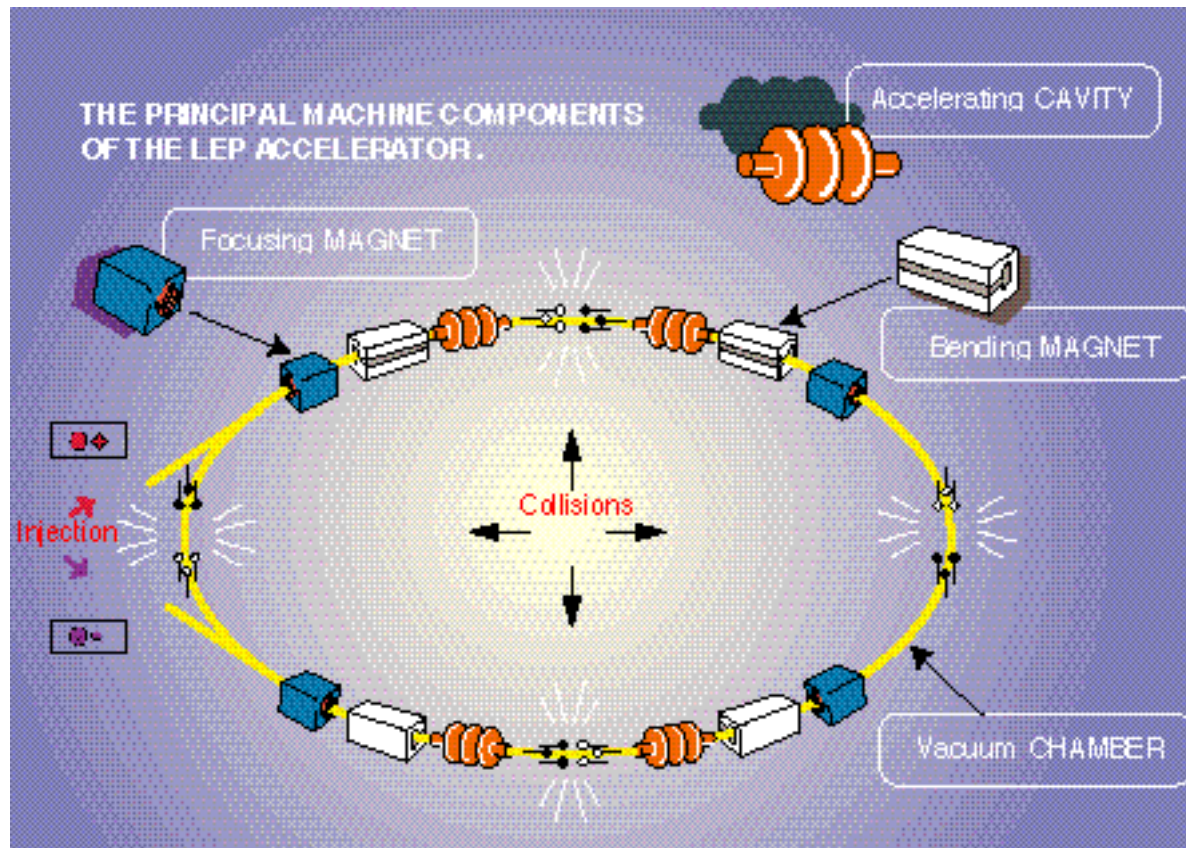 THE PRINCIPAL MACHINE COMPONENTS
OF THE LEP ACCELERATOR.
Accelerating CAVITY
Focusing MAGNET
Bending MAGNET
Collisions
Injection
Vacuum CHAMBER